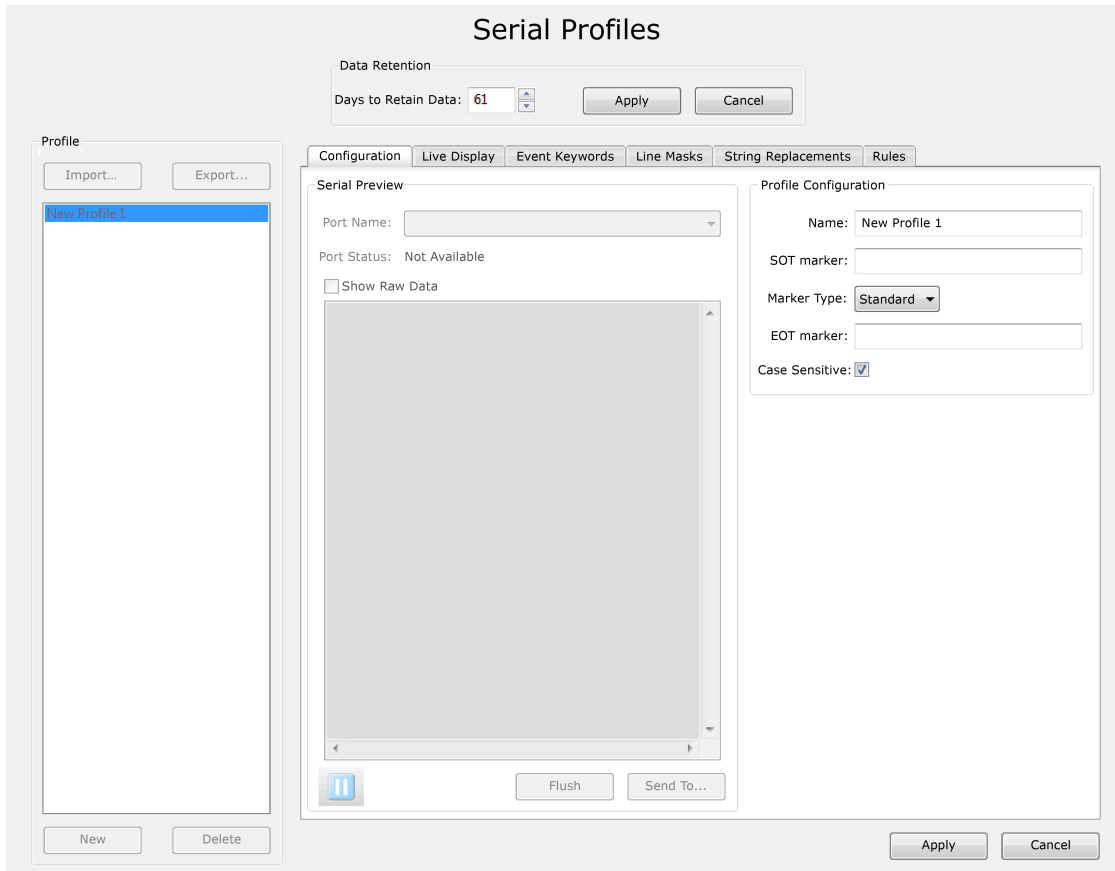 Serial Profiles
Data Retention
Days to Retain Data: 61
Apply
Cancel
Profile
Import...
Export...
New Profile 1
New
Delete
Configuration
Live Display
Event Keywords
Line Masks
String Replacements
Rules
Serial Preview
Port Name:
Port Status: Not Available
Show Raw Data
Flush
Send To...
Profile Configuration
Name: New Profile 1
SOT marker:
Marker Type: Standard
EOT marker:
Case Sensitive:
Apply
Cancel